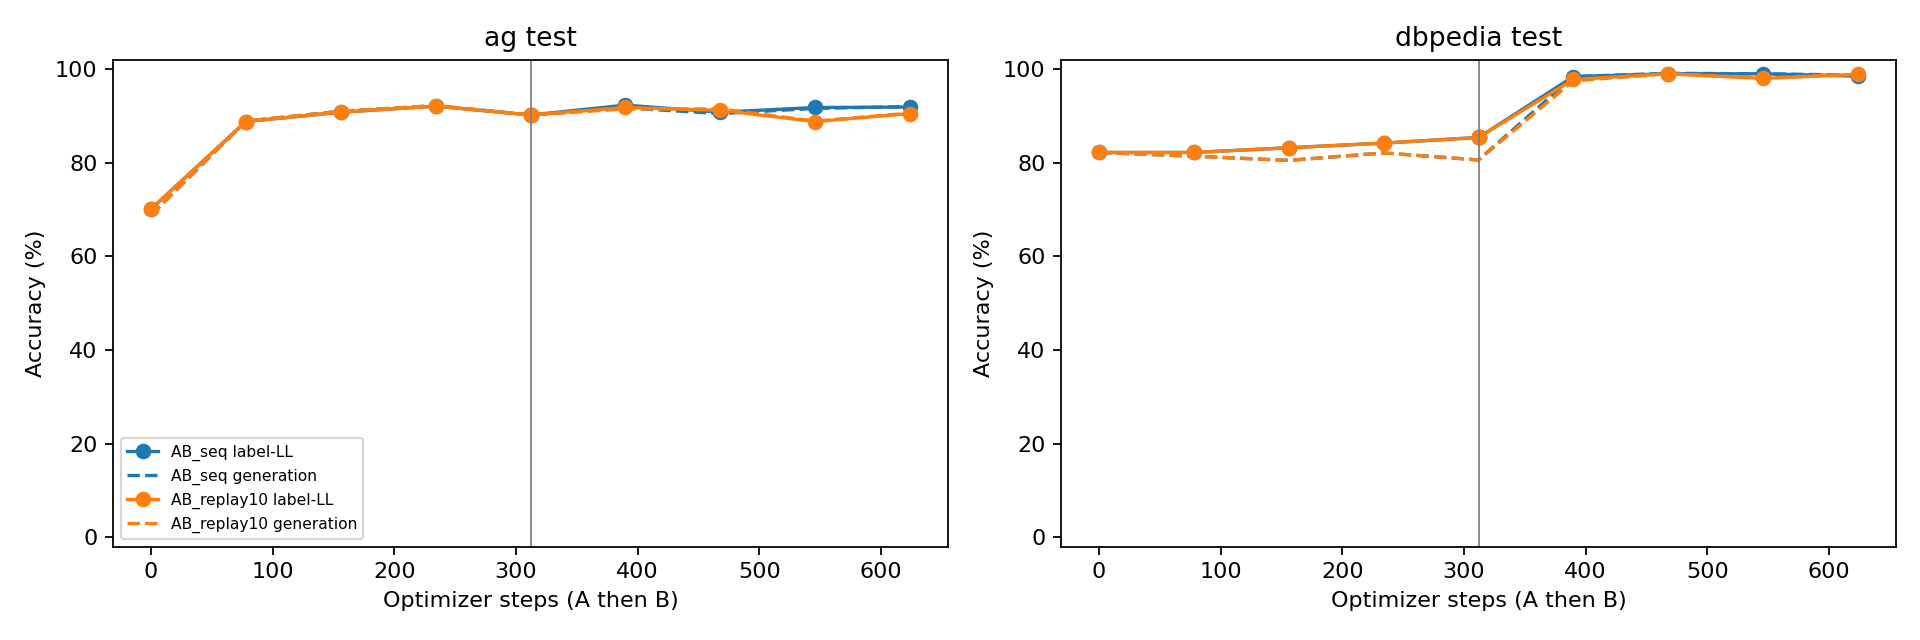 ag test
Accuracy (%)
100
80
60
40
20
0
AB_seq label-LL
AB_seq generation
AB_replay10 label-LL
AB_replay10 generation
0 100 200 300 400 500 600
Optimizer steps (A then B)
dbpedia test
Accuracy (%)
100
80
60
40
20
0
0 100 200 300 400 500 600
Optimizer steps (A then B)